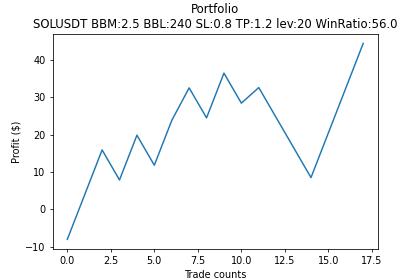 Portfolio
SOLUSDT BBM:2.5 BBL:240 SL:0.8 TP:1.2 lev:20 WinRatio:56.0
Profit ($)
40
30
20
10
0
−10
0.0 2.5 5.0 7.5 10.0 12.5 15.0 17.5
Trade counts